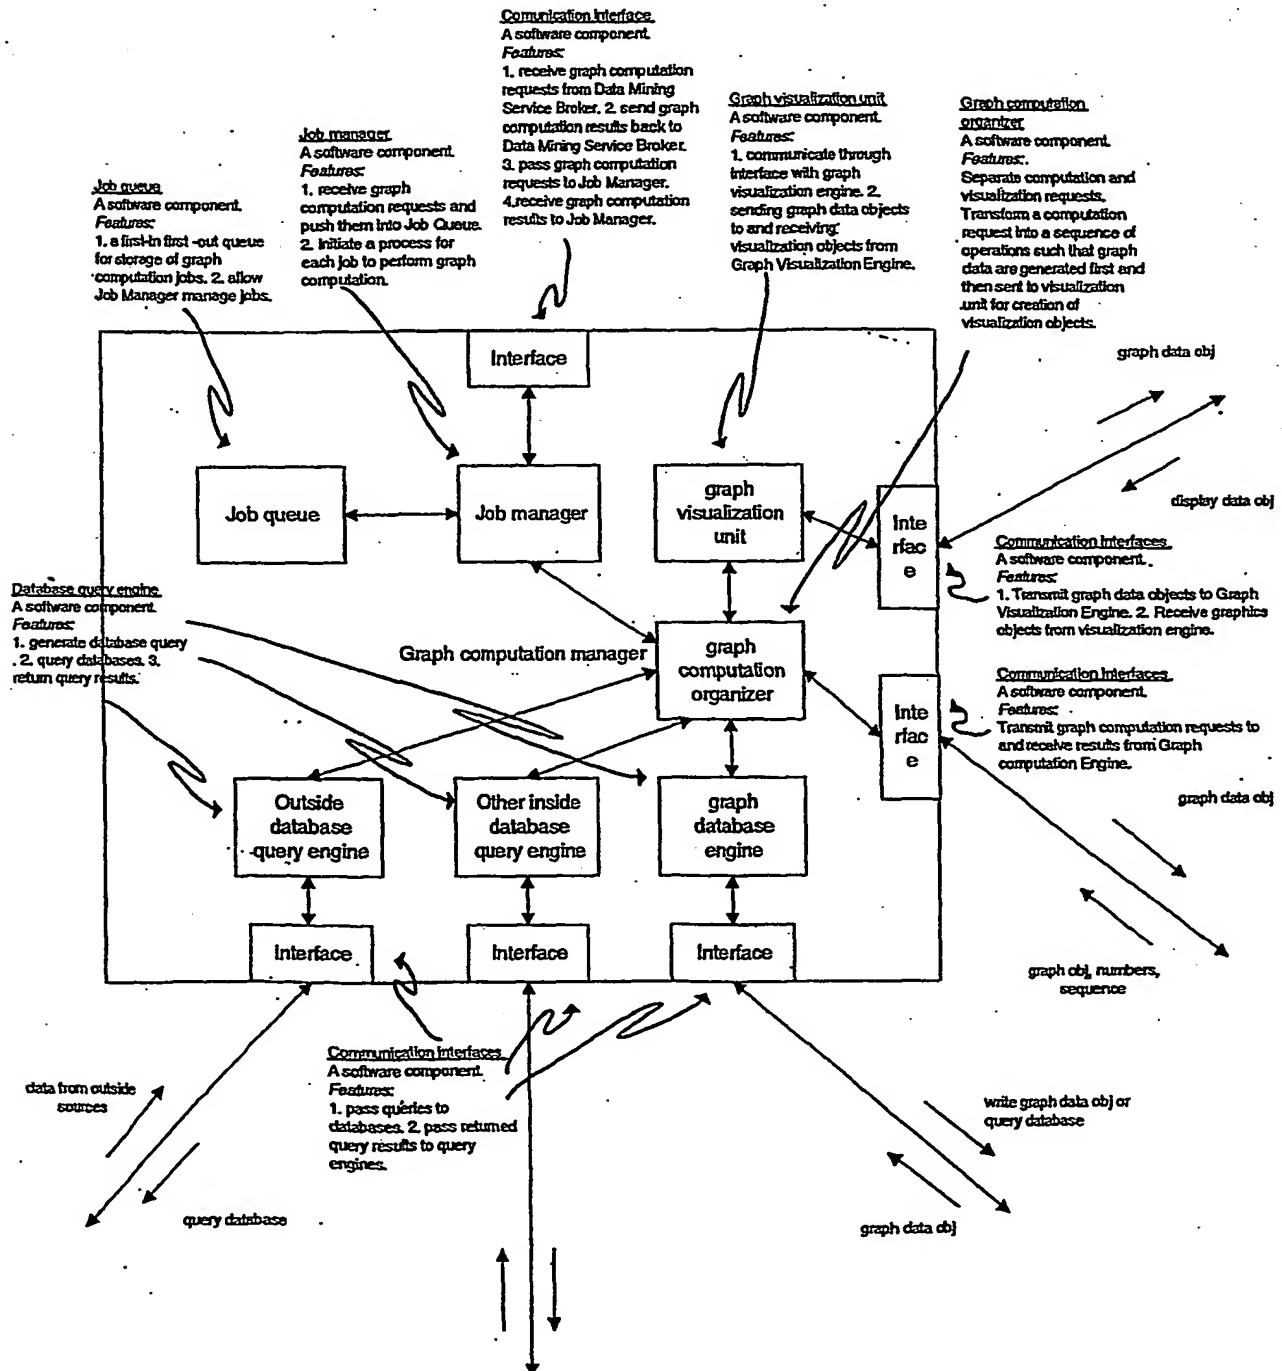 Comunication interface
A software component.
Features:
1. receive graph computation
requests from Data Mining
Service Broker. 2. send graph
computation results back to
Data Mining Service Broker.
3. pass graph computation
requests to Job Manager.
4.receive graph computation
results to Job Manager.
Graph visualization unit
A software component.
Features:
1. communicate through
interface with graph
visualization engine. 2.
sending graph data objects
to and receiving
visualization objects from
Graph Visualization Engine.
Graph computation
organizer
A software component.
Features:.
Separate computation and
visualization requests.
Transform a computation
request into a sequence of
operations such that graph
data are generated first and
then sent to visualization
unit for creation of
visualization objects.
Job manager
A software component.
Features:
1. receive graph
computation requests and
push them into Job Queue.
2. initiate a process for
each job to perform graph
computation.
Job queue
A software component.
Features:
1. a first-in first -out queue
for storage of graph
computation jobs. 2. allow
Job Manager manage jobs.
Interface
graph data obj
Job queue
Job manager
graph
visualization
unit
Inte
rfac
e
display data obj
Communication Interfaces
A software component.
Features:
1. Transmit graph data objects to Graph
Visualization Engine. 2. Receive graphics
objects from visualization engine.
Database query engine
A software component.
Features:
1. generate database query
. 2. query databases. 3.
return query results.
Graph computation manager
graph
computation
organizer
Inte
rfac
e
Communication Interfaces
A software component.
Features:
Transmit graph computation requests to
and receive results from Graph
computation Engine.
graph data obj
Outside
database
query engine
Other inside
database
query engine
graph
database
engine
Interface
Interface
Interface
graph obj, numbers,
sequence
Communication Interfaces
A software component.
Features:
1. pass queries to
databases. 2. pass returned
query results to query
engines.
data from outside
sources
write graph data obj or
query database
query database
graph data obj